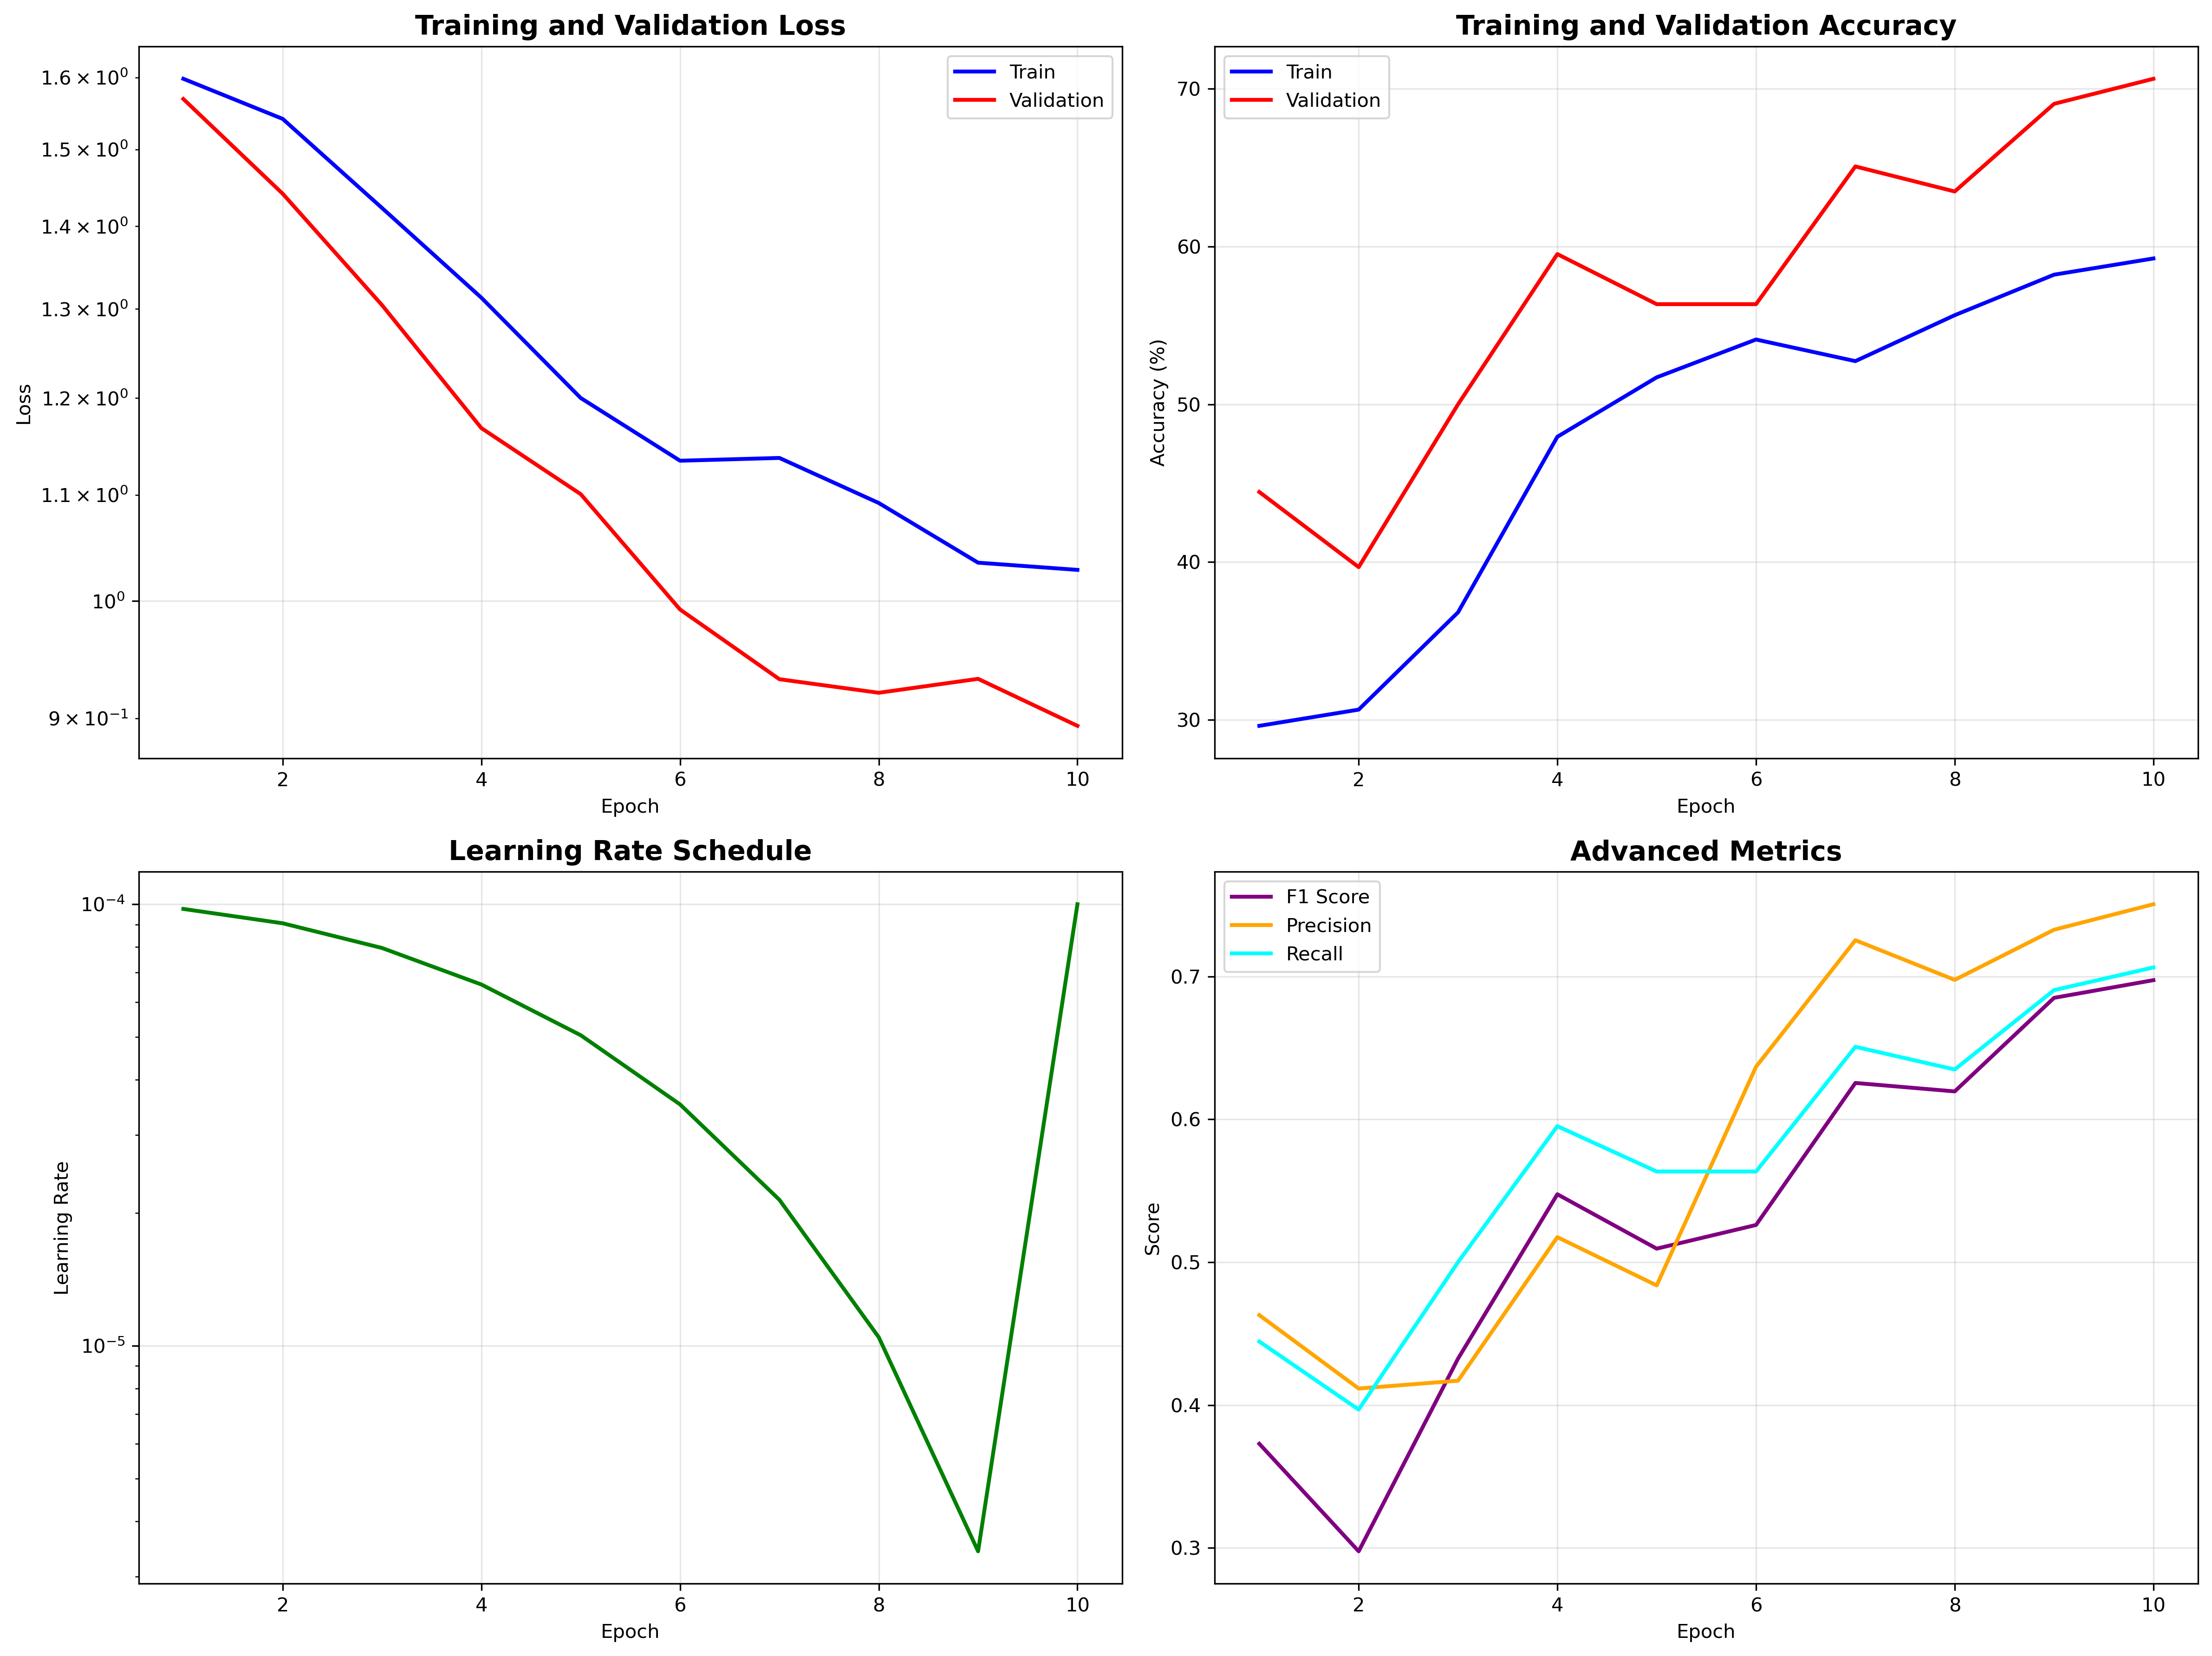 Training and Validation Loss
Train
Validation
1.6 × 10⁰
1.5 × 10⁰
1.4 × 10⁰
1.3 × 10⁰
1.2 × 10⁰
1.1 × 10⁰
10⁰
9 × 10⁻¹
Loss
2 4 6 8 10
Epoch
Training and Validation Accuracy
Train
Validation
70
60
50
40
30
Accuracy (%)
2 4 6 8 10
Epoch
Learning Rate Schedule
10⁻⁴
10⁻⁵
Learning Rate
2 4 6 8 10
Epoch
Advanced Metrics
F1 Score
Precision
Recall
0.7
0.6
0.5
0.4
0.3
Score
2 4 6 8 10
Epoch